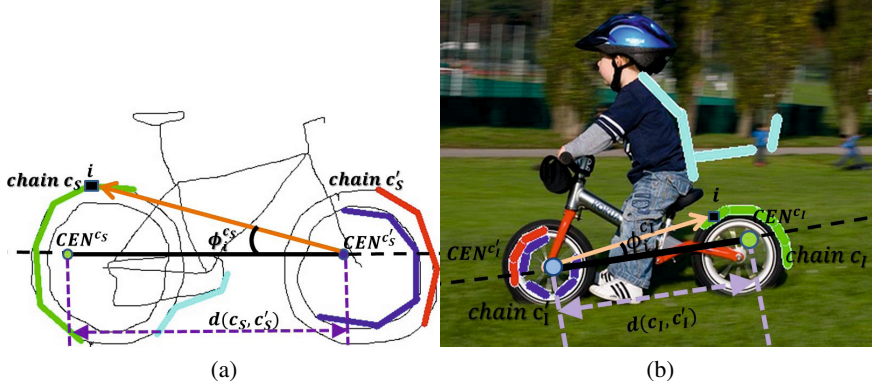 i
chain c_S
chain c'_S
CEN^{c_S}
ϕ_i^{c_S}
CEN^{c'_S}
d(c_S, c'_S)
(a)
i
CEN^{c'_I}
ϕ_i^{c_I}
CEN^{c_I}
chain c_I
chain c'_I
d(c_I, c'_I)
(b)